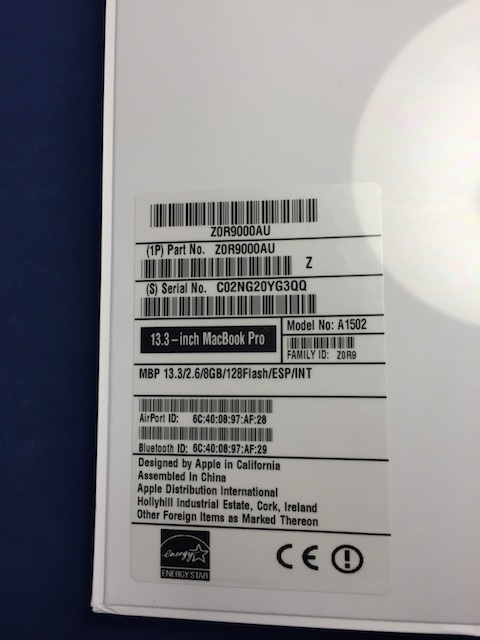 Z0R9000AU
(1P) Part No. Z0R9000AU
Z
(S) Serial No. C02NG20YG3QQ
13.3-inch MacBook Pro
Model No: A1502
FAMILY ID: Z0R9
MBP 13.3/2.6/8GB/128Flash/ESP/INT
AirPort ID: 6C:40:08:97:AF:28
Bluetooth ID: 6C:40:08:97:AF:29
Designed by Apple in California
Assembled In China
Apple Distribution International
Hollyhill Industrial Estate, Cork, Ireland
Other Foreign Items as Marked Thereon
energy
ENERGY STAR
CE